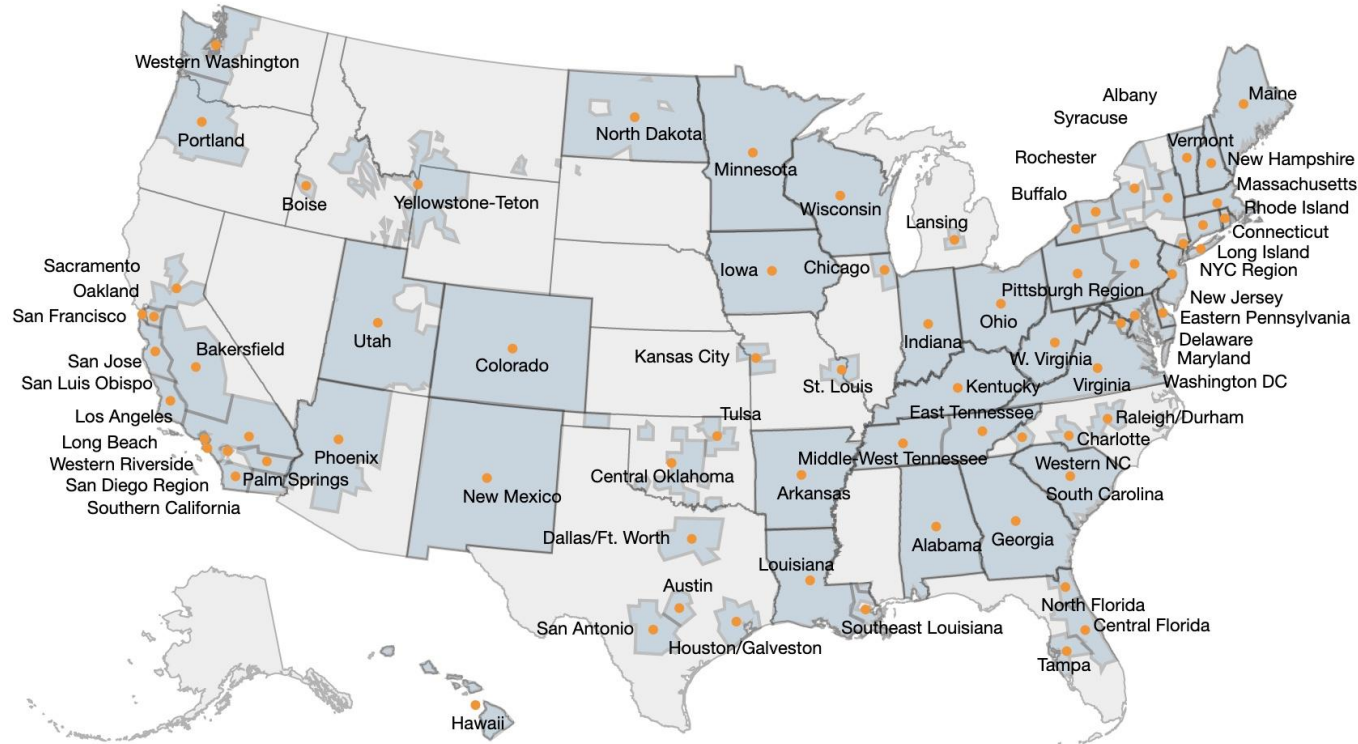 Western Washington
Portland
Boise
Yellowstone-Teton
North Dakota
Minnesota
Wisconsin
Lansing
Iowa
Chicago
Albany
Syracuse
Rochester
Buffalo
Maine
Vermont
New Hampshire
Massachusetts
Rhode Island
Connecticut
Long Island
NYC Region
New Jersey
Eastern Pennsylvania
Delaware
Maryland
Washington DC
Pittsburgh Region
Ohio
Indiana
W. Virginia
Virginia
Kentucky
Sacramento
Oakland
San Francisco
San Jose
San Luis Obispo
Los Angeles
Long Beach
Western Riverside
San Diego Region
Southern California
Bakersfield
Palm Springs
Utah
Colorado
Phoenix
New Mexico
Kansas City
St. Louis
Tulsa
Central Oklahoma
Arkansas
East Tennessee
Middle-West Tennessee
Raleigh/Durham
Charlotte
Western NC
South Carolina
Georgia
Alabama
Louisiana
Southeast Louisiana
Dallas/Ft. Worth
Austin
San Antonio
Houston/Galveston
North Florida
Central Florida
Tampa
Hawaii